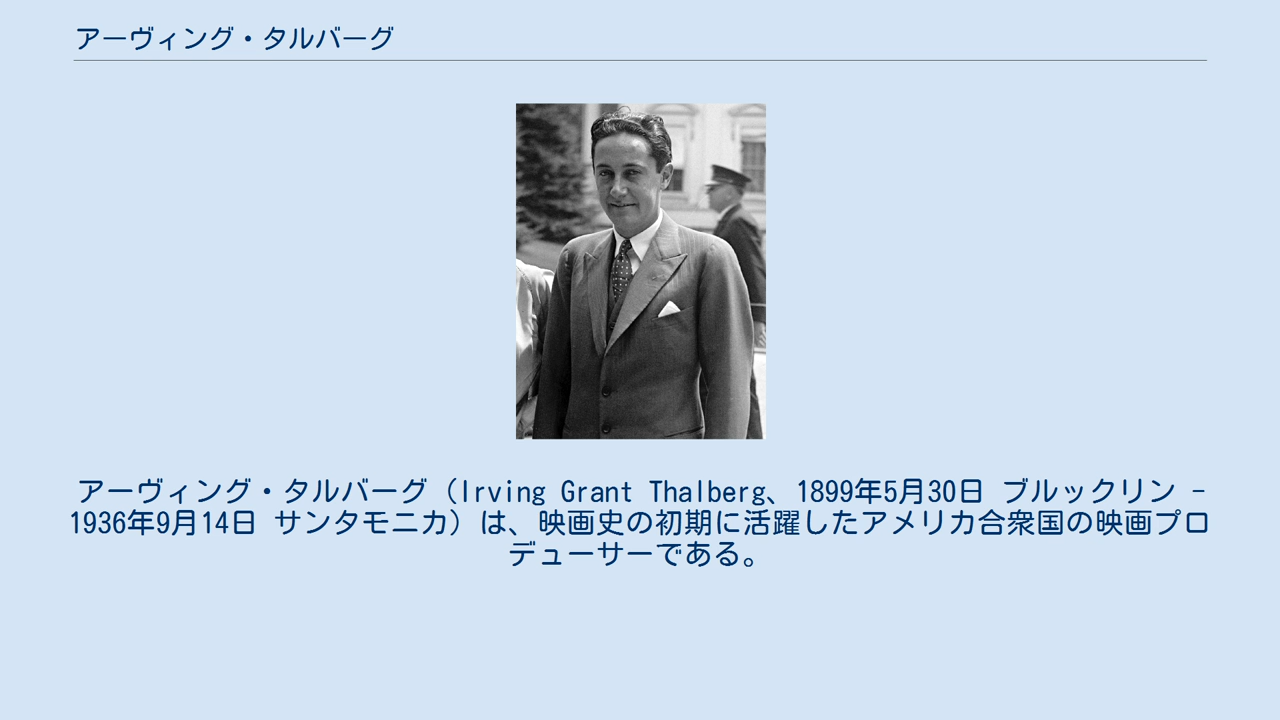 アーヴィング・タルバーグ
アーヴィング・タルバーグ（Irving Grant Thalberg、1899年5月30日 ブルックリン –
1936年9月14日 サンタモニカ）は、映画史の初期に活躍したアメリカ合衆国の映画プロ
デューサーである。